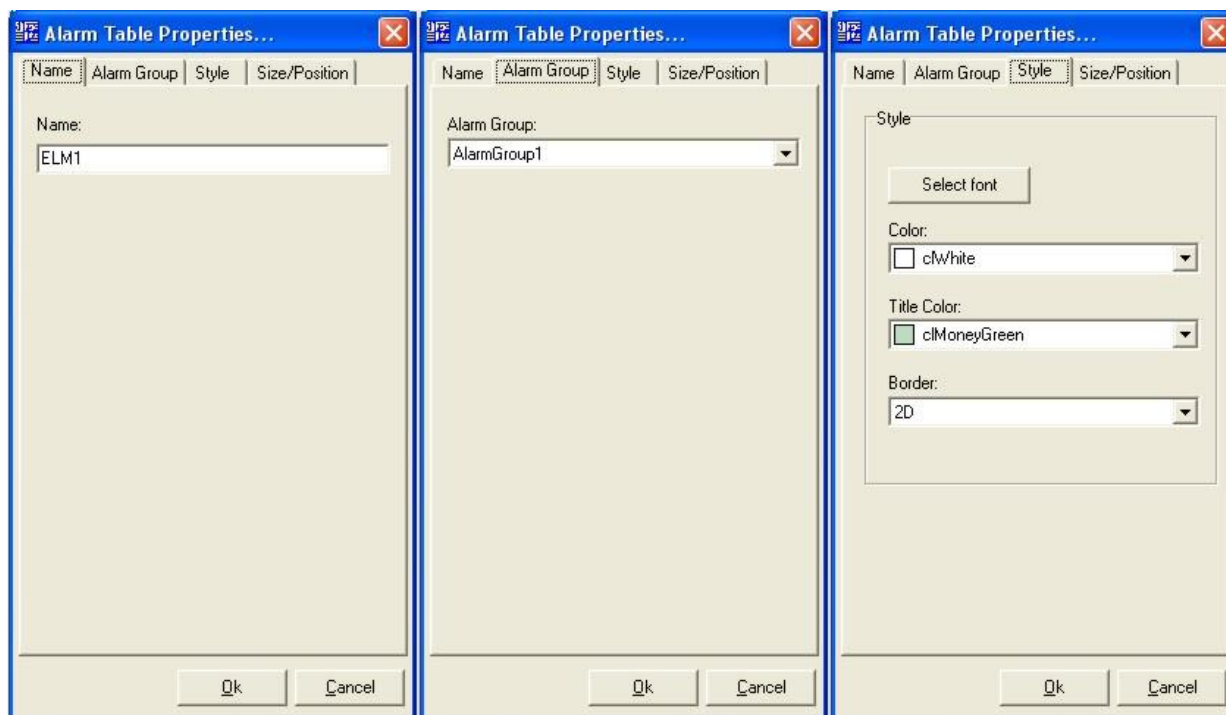 Alarm Table Properties...
Name Alarm Group Style Size/Position
Name:
ELM1
Ok Cancel
Alarm Table Properties...
Name Alarm Group Style Size/Position
Alarm Group:
AlarmGroup1
Ok Cancel
Alarm Table Properties...
Name Alarm Group Style Size/Position
Style
Select font
Color:
clWhite
Title Color:
clMoneyGreen
Border:
2D
Ok Cancel